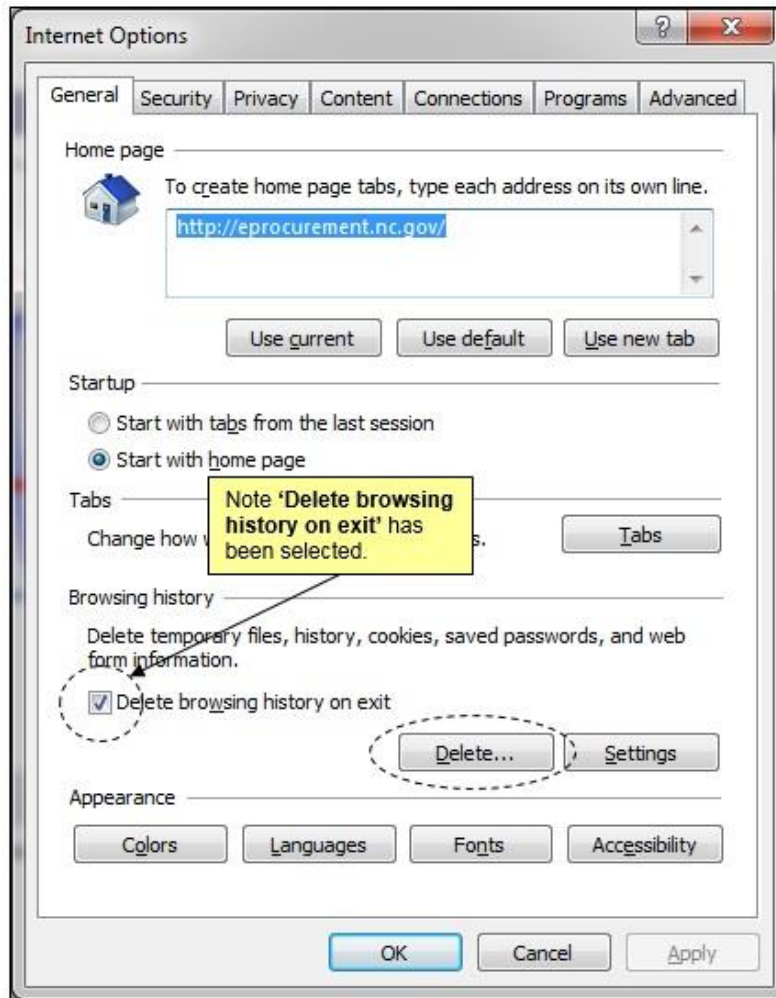 Internet Options
General Security Privacy Content Connections Programs Advanced
Home page
To create home page tabs, type each address on its own line.
http://eprocurement.nc.gov/
Use current Use default Use new tab
Startup
Start with tabs from the last session
Start with home page
Tabs
Note ‘Delete browsing
history on exit’ has
been selected.
Change how s. Tabs
Browsing history
Delete temporary files, history, cookies, saved passwords, and web
form information.
Delete browsing history on exit
Delete... Settings
Appearance
Colors Languages Fonts Accessibility
OK Cancel Apply